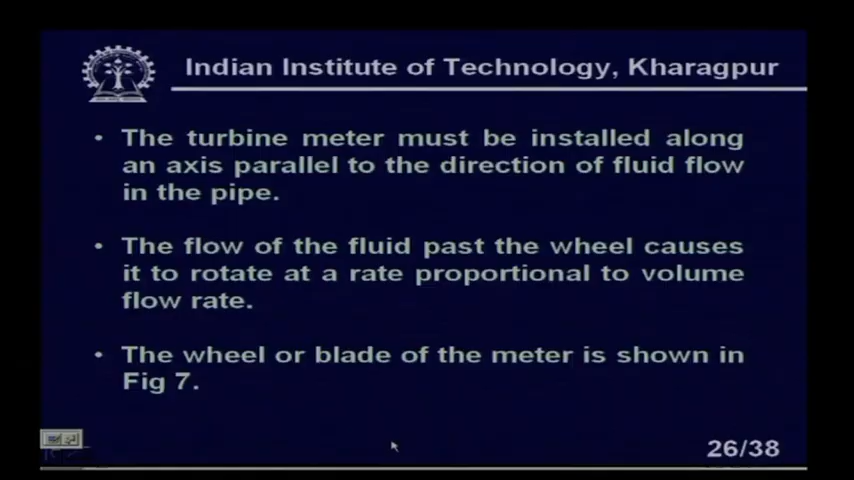 Indian Institute of Technology, Kharagpur
• The turbine meter must be installed along
an axis parallel to the direction of fluid flow
in the pipe.
• The flow of the fluid past the wheel causes
it to rotate at a rate proportional to volume
flow rate.
• The wheel or blade of the meter is shown in
Fig 7.
26/38